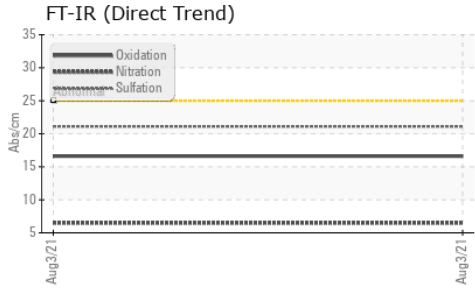 FT-IR (Direct Trend)
35
30
25
20
15
10
5
Abs/cm
Oxidation
Nitration
Sulfation
Abnormal
Aug3/21
Aug3/21